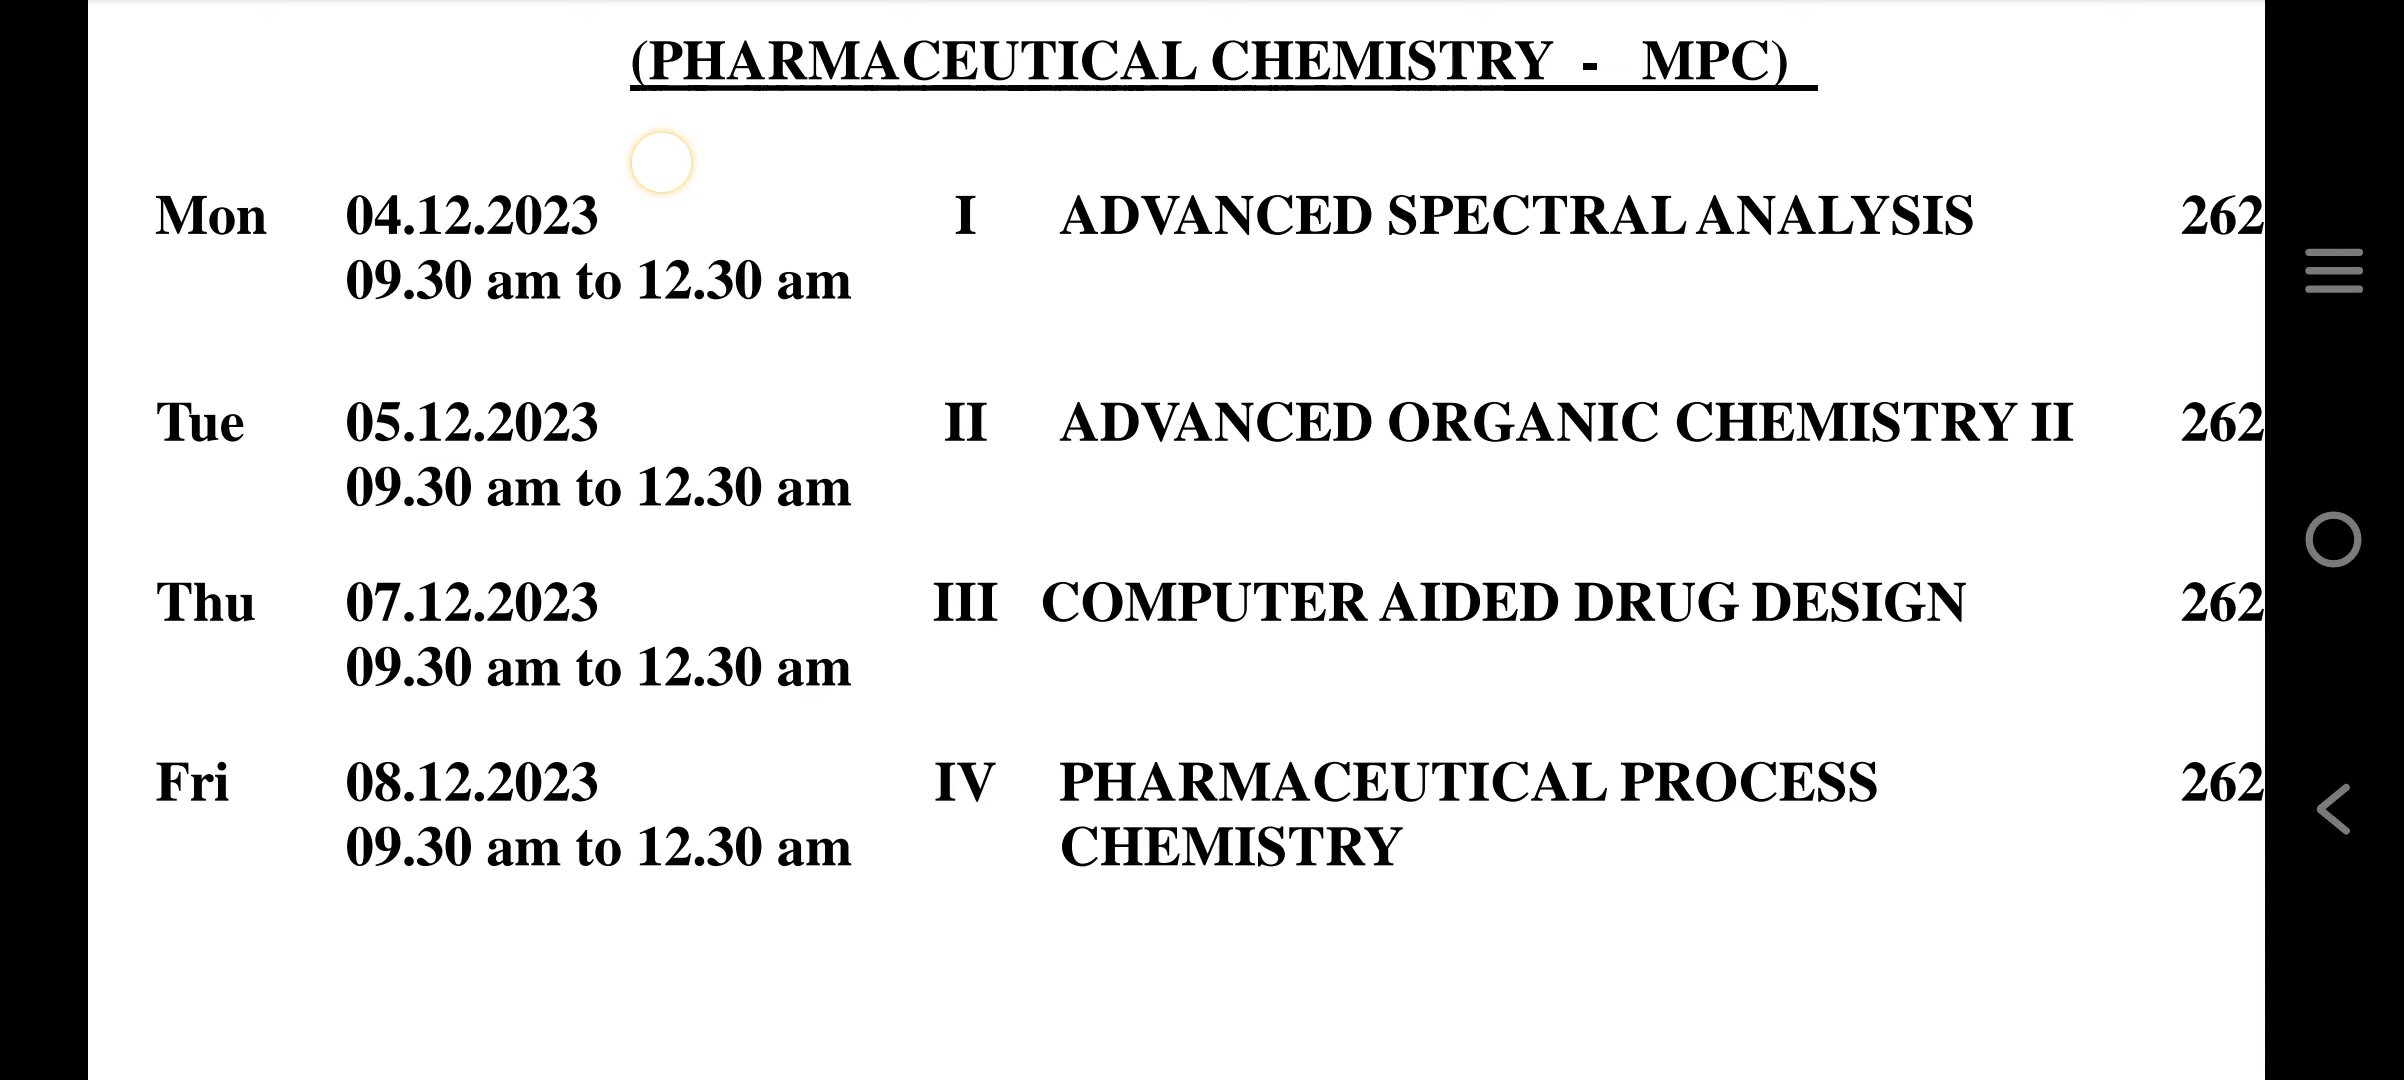 (PHARMACEUTICAL CHEMISTRY - MPC)
Mon 04.12.2023 I ADVANCED SPECTRAL ANALYSIS 262
09.30 am to 12.30 am
Tue 05.12.2023 II ADVANCED ORGANIC CHEMISTRY II 262
09.30 am to 12.30 am
Thu 07.12.2023 III COMPUTER AIDED DRUG DESIGN 262
09.30 am to 12.30 am
Fri 08.12.2023 IV PHARMACEUTICAL PROCESS 262
09.30 am to 12.30 am CHEMISTRY